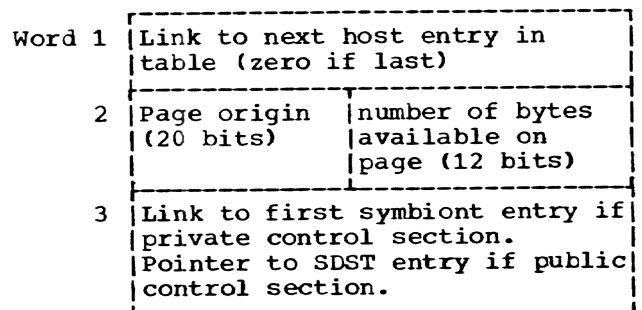 Word 1 Link to next host entry in
table (zero if last)
2 Page origin number of bytes
(20 bits) available on
page (12 bits)
3 Link to first symbiont entry if
private control section.
Pointer to SDST entry if public
control section.